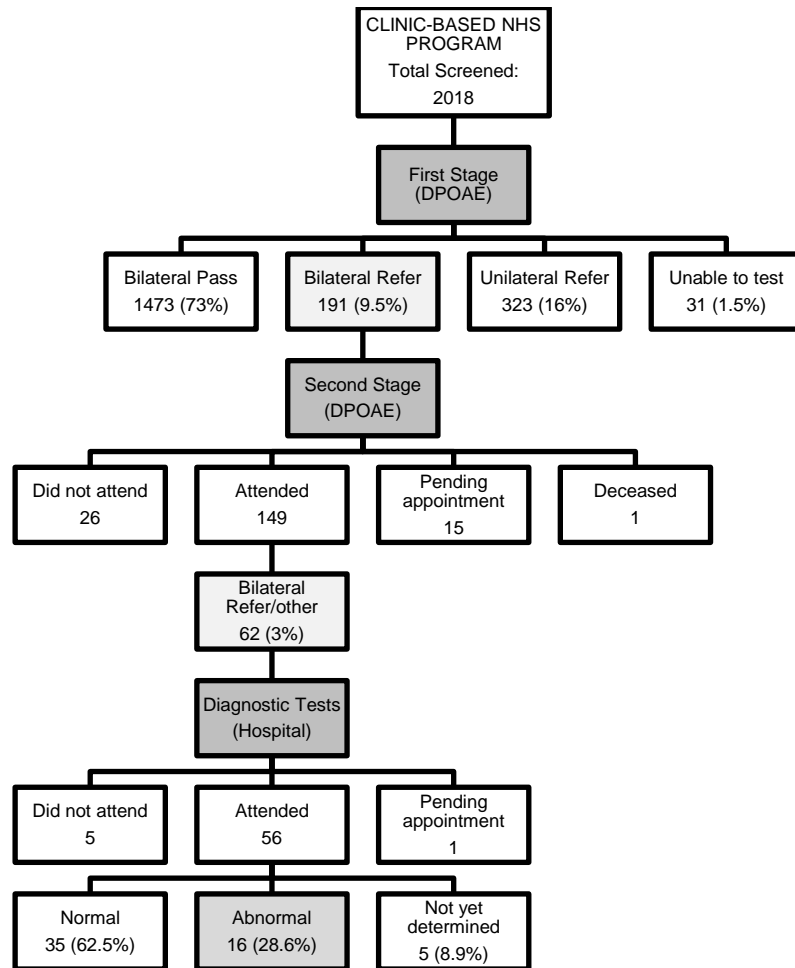 CLINIC-BASED NHS
PROGRAM
Total Screened:
2018
First Stage
(DPOAE)
Bilateral Pass
1473 (73%)
Bilateral Refer
191 (9.5%)
Unilateral Refer
323 (16%)
Unable to test
31 (1.5%)
Second Stage
(DPOAE)
Did not attend
26
Attended
149
Pending
appointment
15
Deceased
1
Bilateral
Refer/other
62 (3%)
Diagnostic Tests
(Hospital)
Did not attend
5
Attended
56
Pending
appointment
1
Normal
35 (62.5%)
Abnormal
16 (28.6%)
Not yet
determined
5 (8.9%)